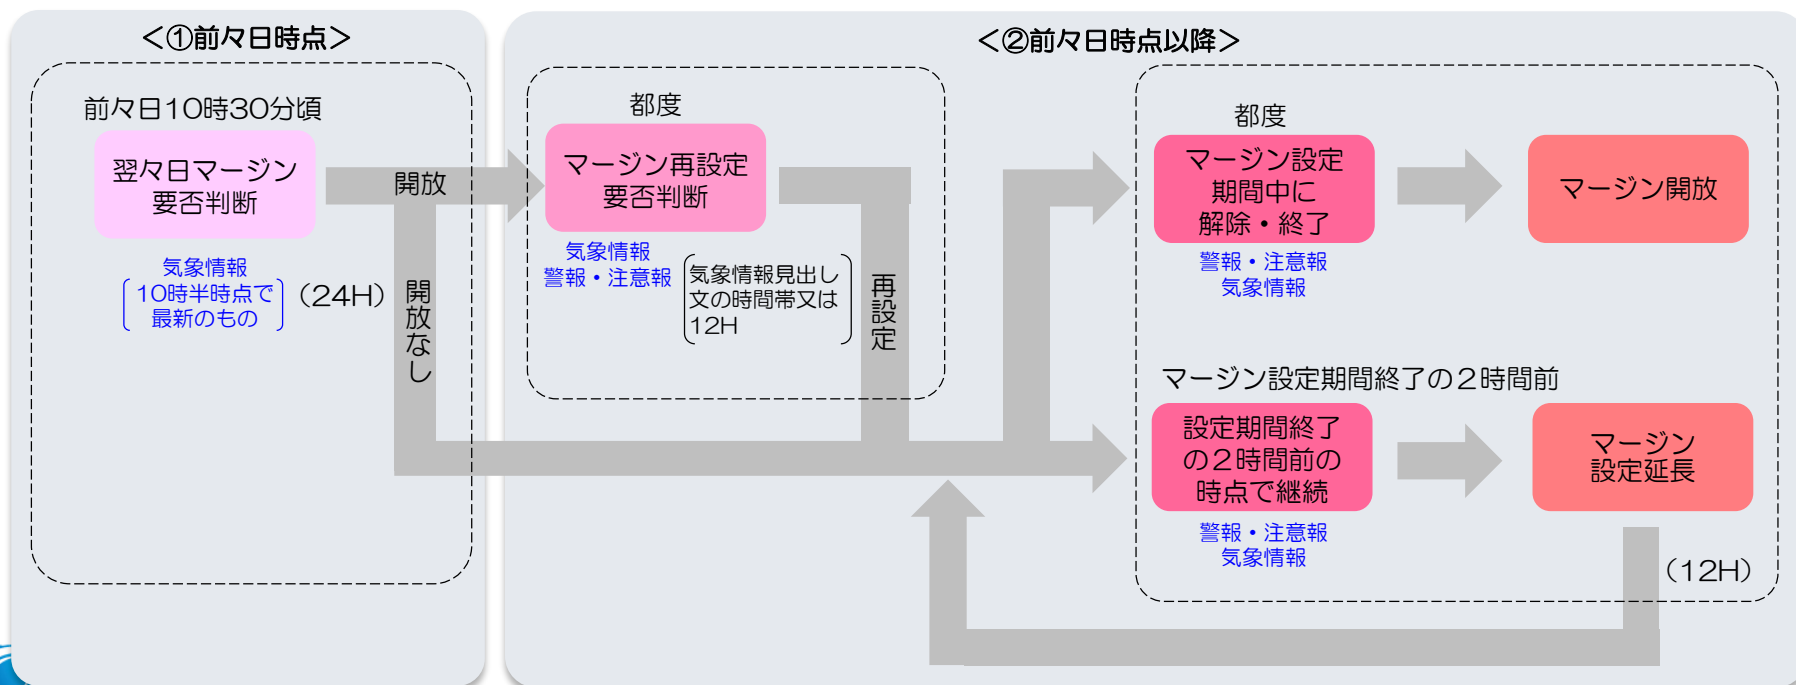 ＜①前々日時点＞
前々日10時30分頃
翌々日マージン
要否判断
気象情報
10時半時点で
最新のもの
（24H）
開放
開放なし
＜②前々日時点以降＞
都度
マージン再設定
要否判断
気象情報
警報・注意報
気象情報見出し
文の時間帯又は
12H
再設定
都度
マージン設定
期間中に
解除・終了
警報・注意報
気象情報
マージン開放
マージン設定期間終了の２時間前
設定期間終了
の２時間前の
時点で継続
警報・注意報
気象情報
マージン
設定延長
（12H）